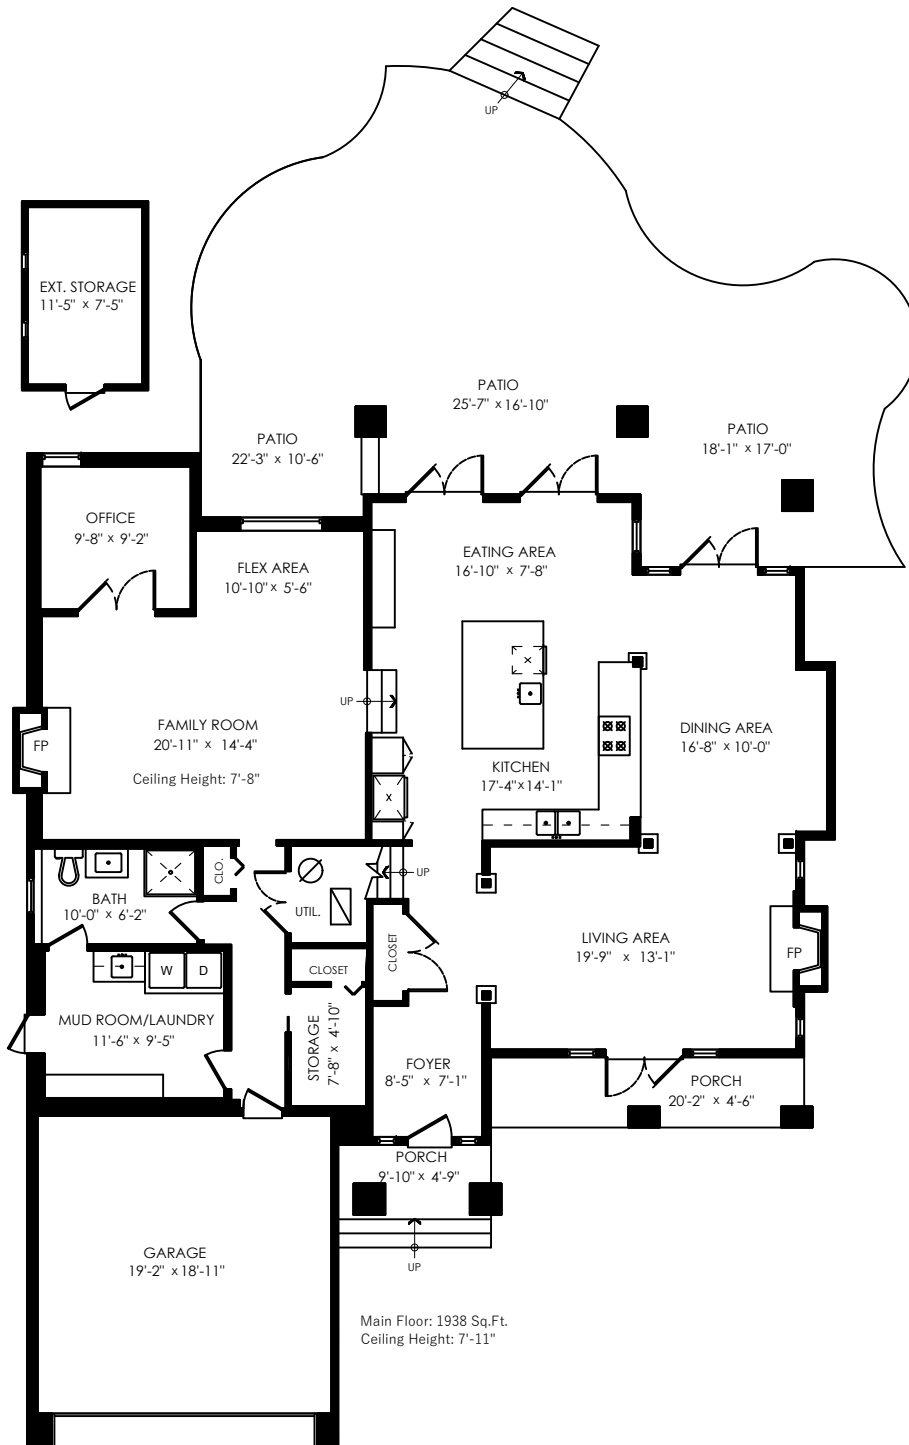 UP
EXT. STORAGE
11'-5" x 7'-5"
PATIO
25'-7" x 16'-10"
PATIO
22'-3" x 10'-6"
PATIO
18'-1" x 17'-0"
OFFICE
9'-8" x 9'-2"
FLEX AREA
10'-10" x 5'-6"
EATING AREA
16'-10" x 7'-8"
x
UP
FAMILY ROOM
20'-11" x 14'-4"
Ceiling Height: 7'-8"
FP
DINING AREA
16'-8" x 10'-0"
KITCHEN
17'-4" x 14'-1"
x
CLO.
UP
BATH
10'-0" x 6'-2"
UTIL.
CLOSET
LIVING AREA
19'-9" x 13'-1"
FP
W
D
CLOSET
MUD ROOM/LAUNDRY
11'-6" x 9'-5"
STORAGE
7'-8" x 4'-10"
FOYER
8'-5" x 7'-1"
PORCH
20'-2" x 4'-6"
PORCH
9'-10" x 4'-9"
UP
GARAGE
19'-2" x 18'-11"
Main Floor: 1938 Sq.Ft.
Ceiling Height: 7'-11"